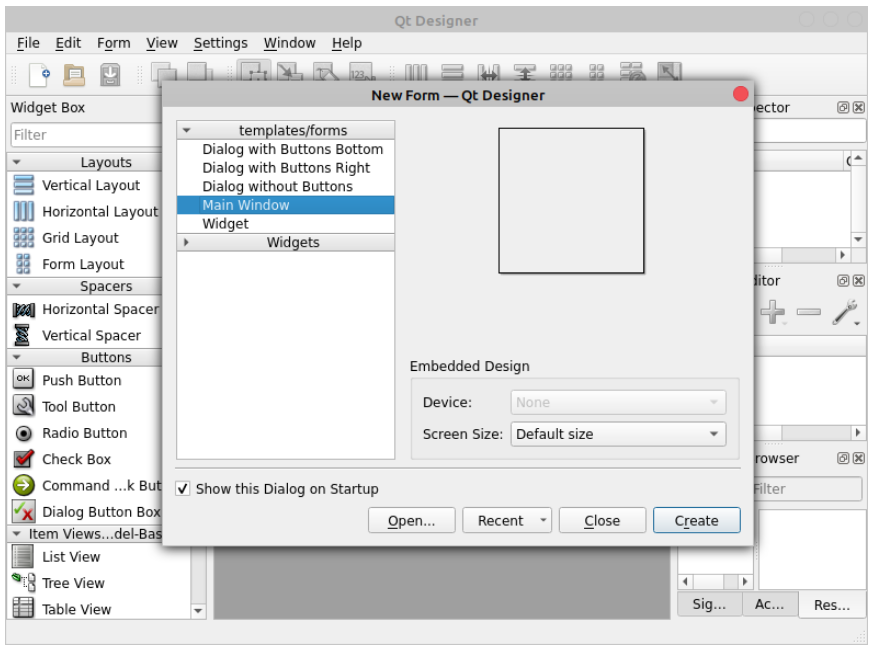 Qt Designer
File Edit Form View Settings Window Help
123
Widget Box
Filter
Layouts
Vertical Layout
Horizontal Layout
Grid Layout
Form Layout
Spacers
Horizontal Spacer
Vertical Spacer
Buttons
OK Push Button
Tool Button
Radio Button
Check Box
Command ...k But
Dialog Button Box
Item Views...del-Bas
List View
Tree View
Table View
New Form — Qt Designer
templates/forms
Dialog with Buttons Bottom
Dialog with Buttons Right
Dialog without Buttons
Main Window
Widget
Widgets
Embedded Design
Device: None
Screen Size: Default size
Show this Dialog on Startup
Open... Recent Close Create
ector
ditor
rowser
Filter
Sig... Ac... Res...